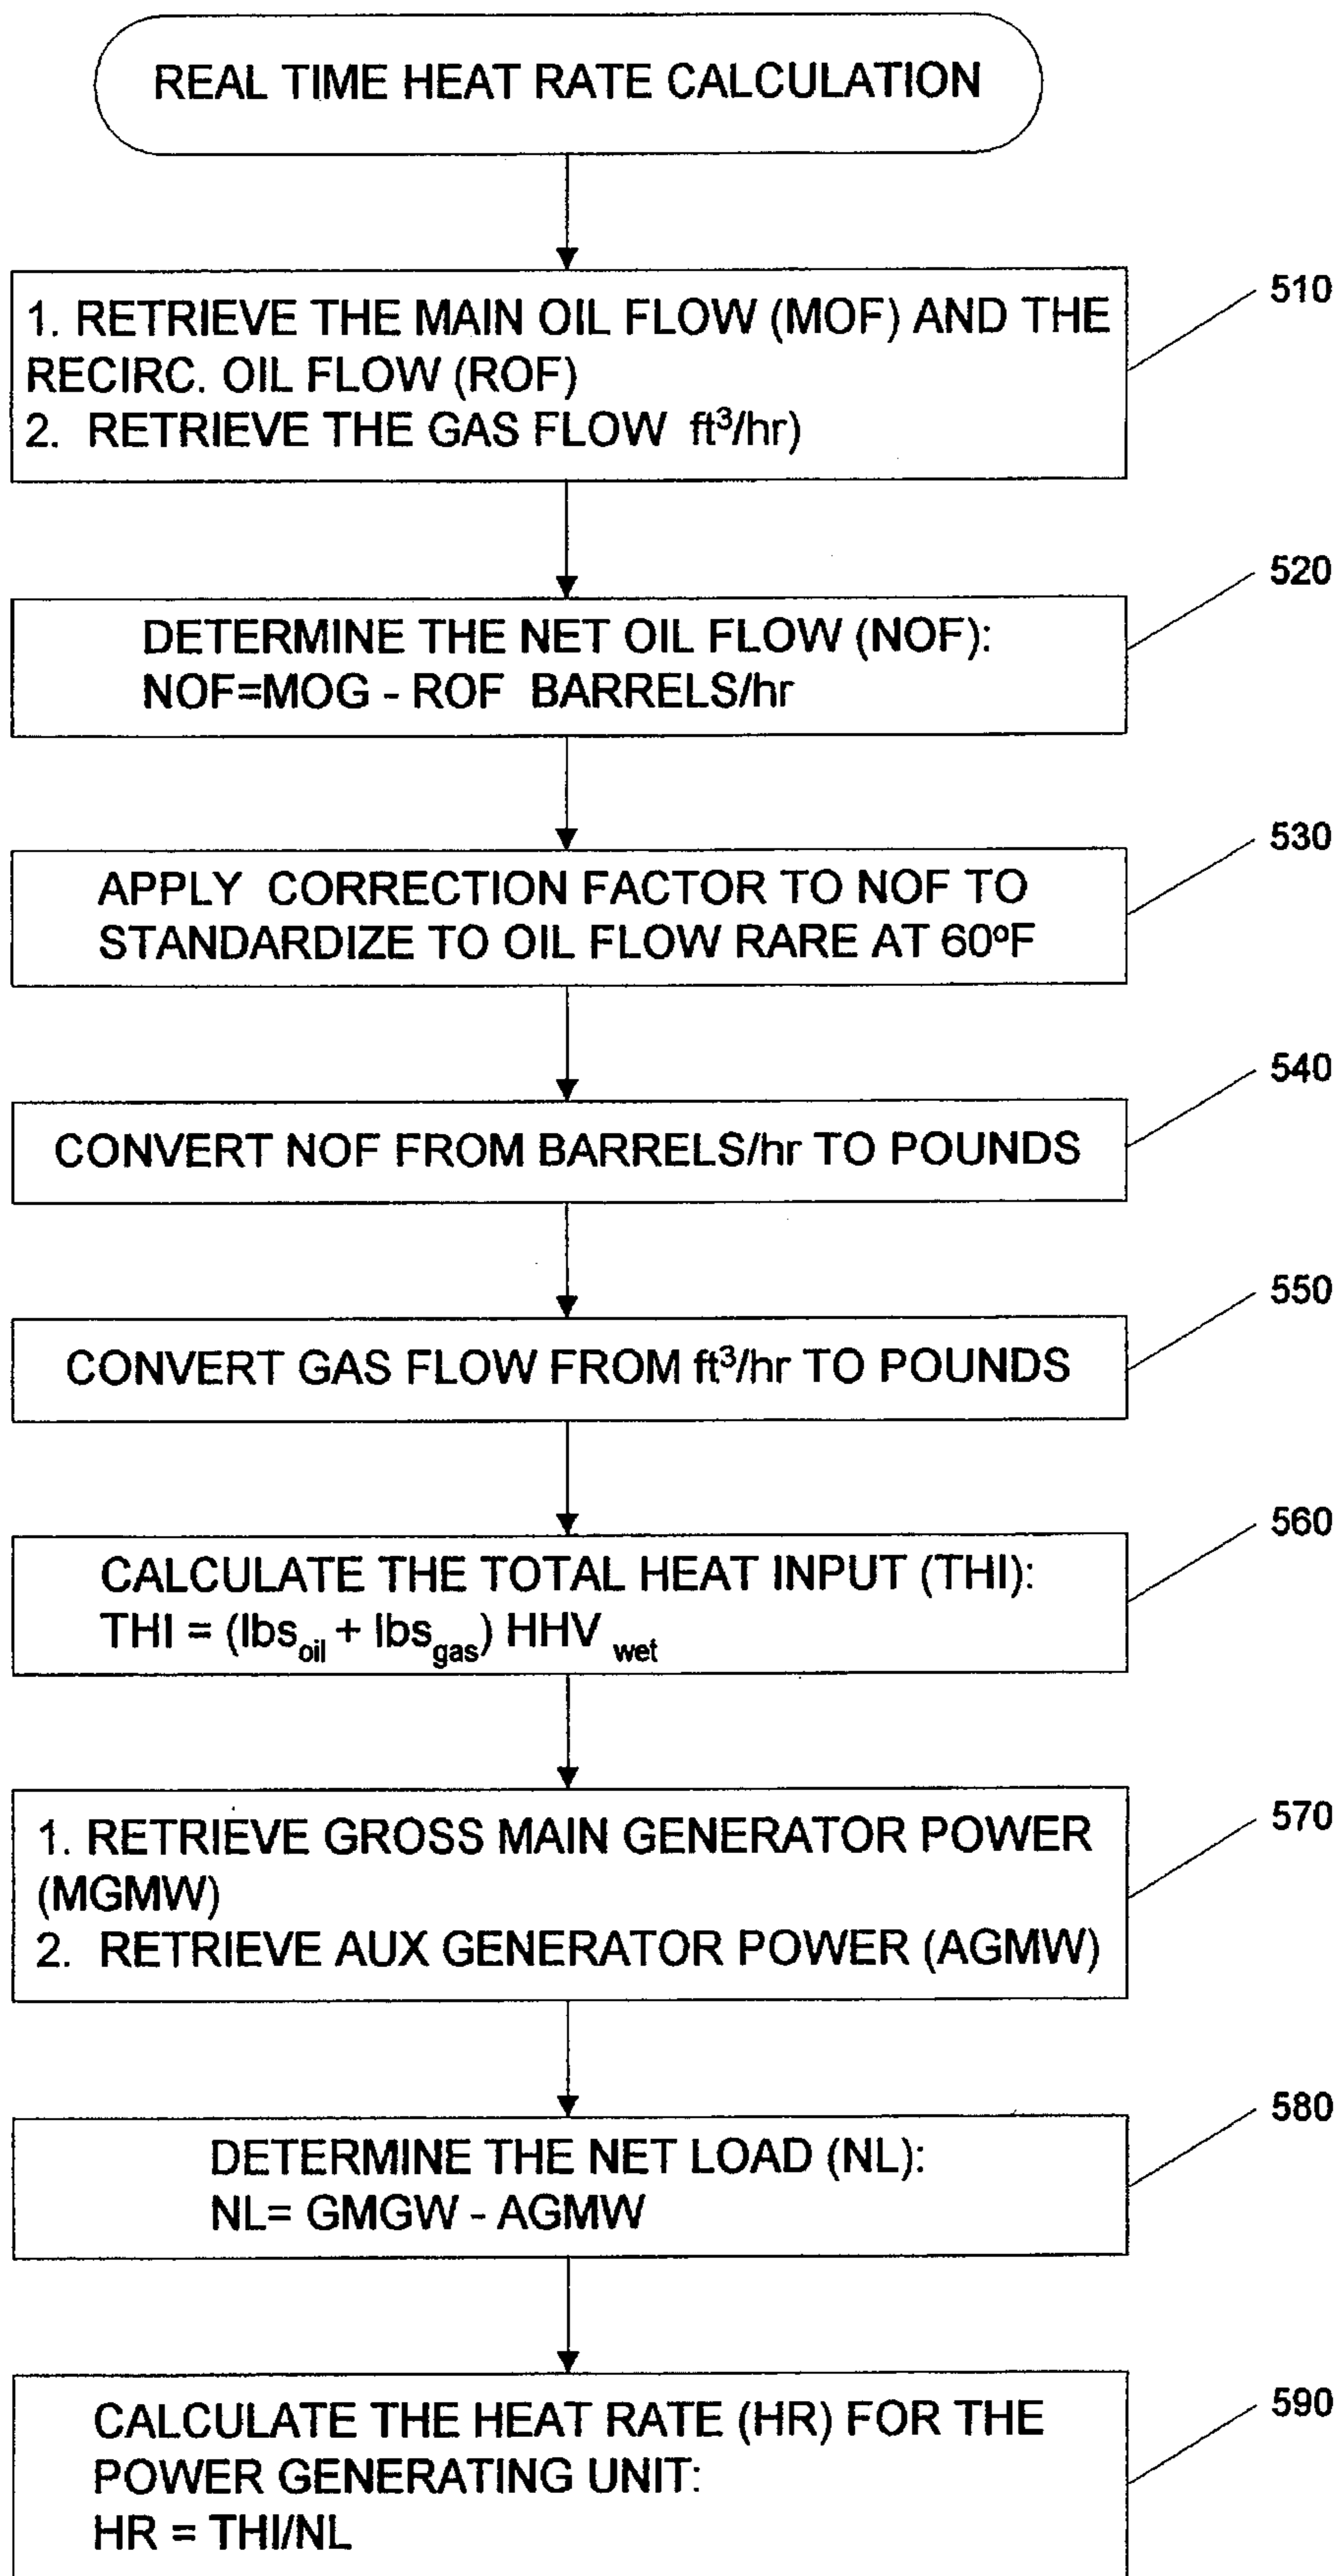 REAL TIME HEAT RATE CALCULATION
1. RETRIEVE THE MAIN OIL FLOW (MOF) AND THE
RECIRC. OIL FLOW (ROF)
2. RETRIEVE THE GAS FLOW ft³/hr)
510
DETERMINE THE NET OIL FLOW (NOF):
NOF=MOG - ROF BARRELS/hr
520
APPLY CORRECTION FACTOR TO NOF TO
STANDARDIZE TO OIL FLOW RARE AT 60ºF
530
CONVERT NOF FROM BARRELS/hr TO POUNDS
540
CONVERT GAS FLOW FROM ft³/hr TO POUNDS
550
CALCULATE THE TOTAL HEAT INPUT (THI):
THI = (lbs_oil + lbs_gas) HHV_wet
560
1. RETRIEVE GROSS MAIN GENERATOR POWER
(MGMW)
2. RETRIEVE AUX GENERATOR POWER (AGMW)
570
DETERMINE THE NET LOAD (NL):
NL= GMGW - AGMW
580
CALCULATE THE HEAT RATE (HR) FOR THE
POWER GENERATING UNIT:
HR = THI/NL
590